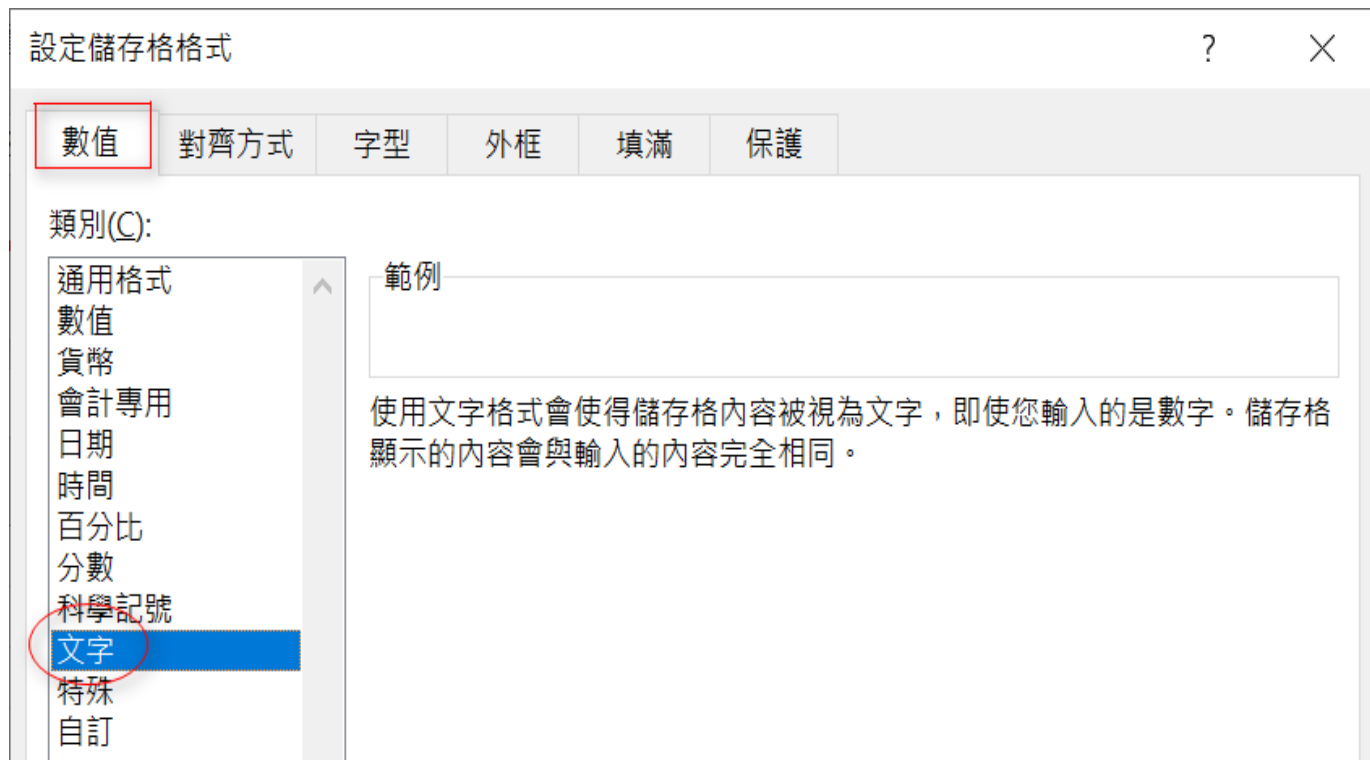 設定儲存格格式 ?
數值 對齊方式 字型 外框 填滿 保護
類別(C):
通用格式
數值
貨幣
會計專用
日期
時間
百分比
分數
科學記號
文字
特殊
自訂
範例
使用文字格式會使得儲存格內容被視為文字，即使您輸入的是數字。儲存格
顯示的內容會與輸入的內容完全相同。